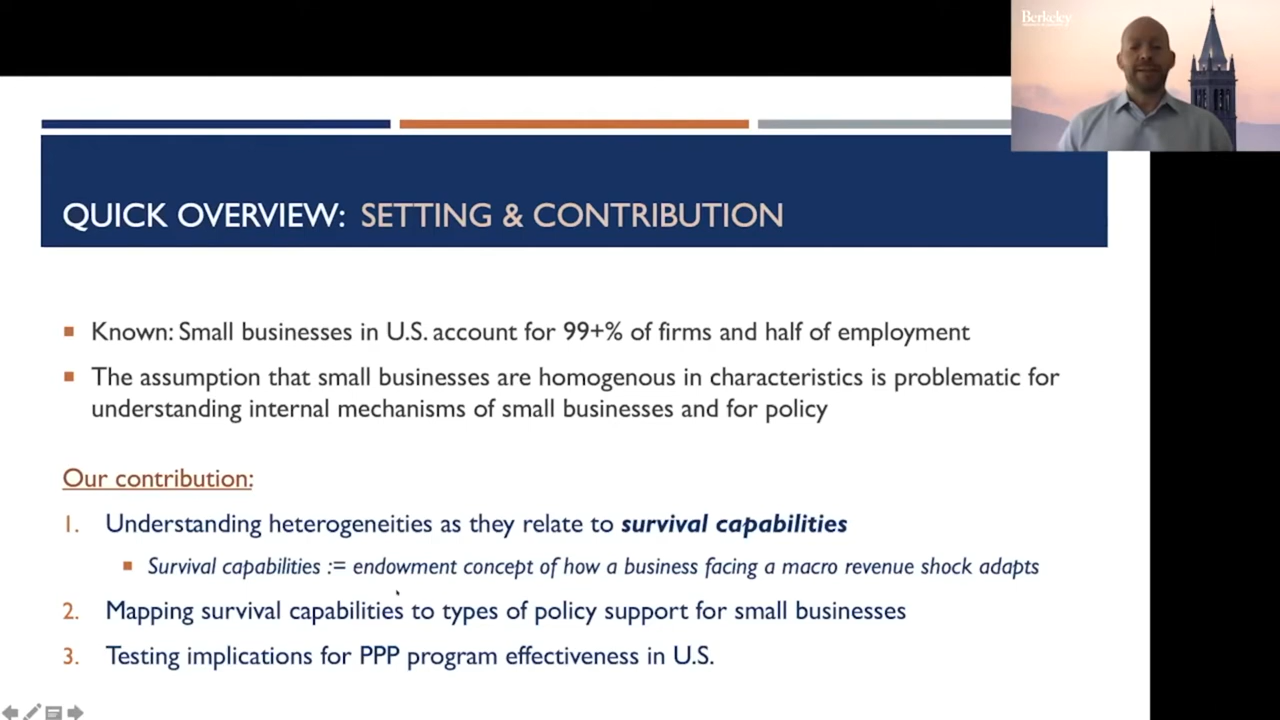 Berkeley
QUICK OVERVIEW: SETTING & CONTRIBUTION
Known: Small businesses in U.S. account for 99+% of firms and half of employment
The assumption that small businesses are homogenous in characteristics is problematic for
understanding internal mechanisms of small businesses and for policy
Our contribution:
1. Understanding heterogeneities as they relate to survival capabilities
Survival capabilities := endowment concept of how a business facing a macro revenue shock adapts
2. Mapping survival capabilities to types of policy support for small businesses
3. Testing implications for PPP program effectiveness in U.S.